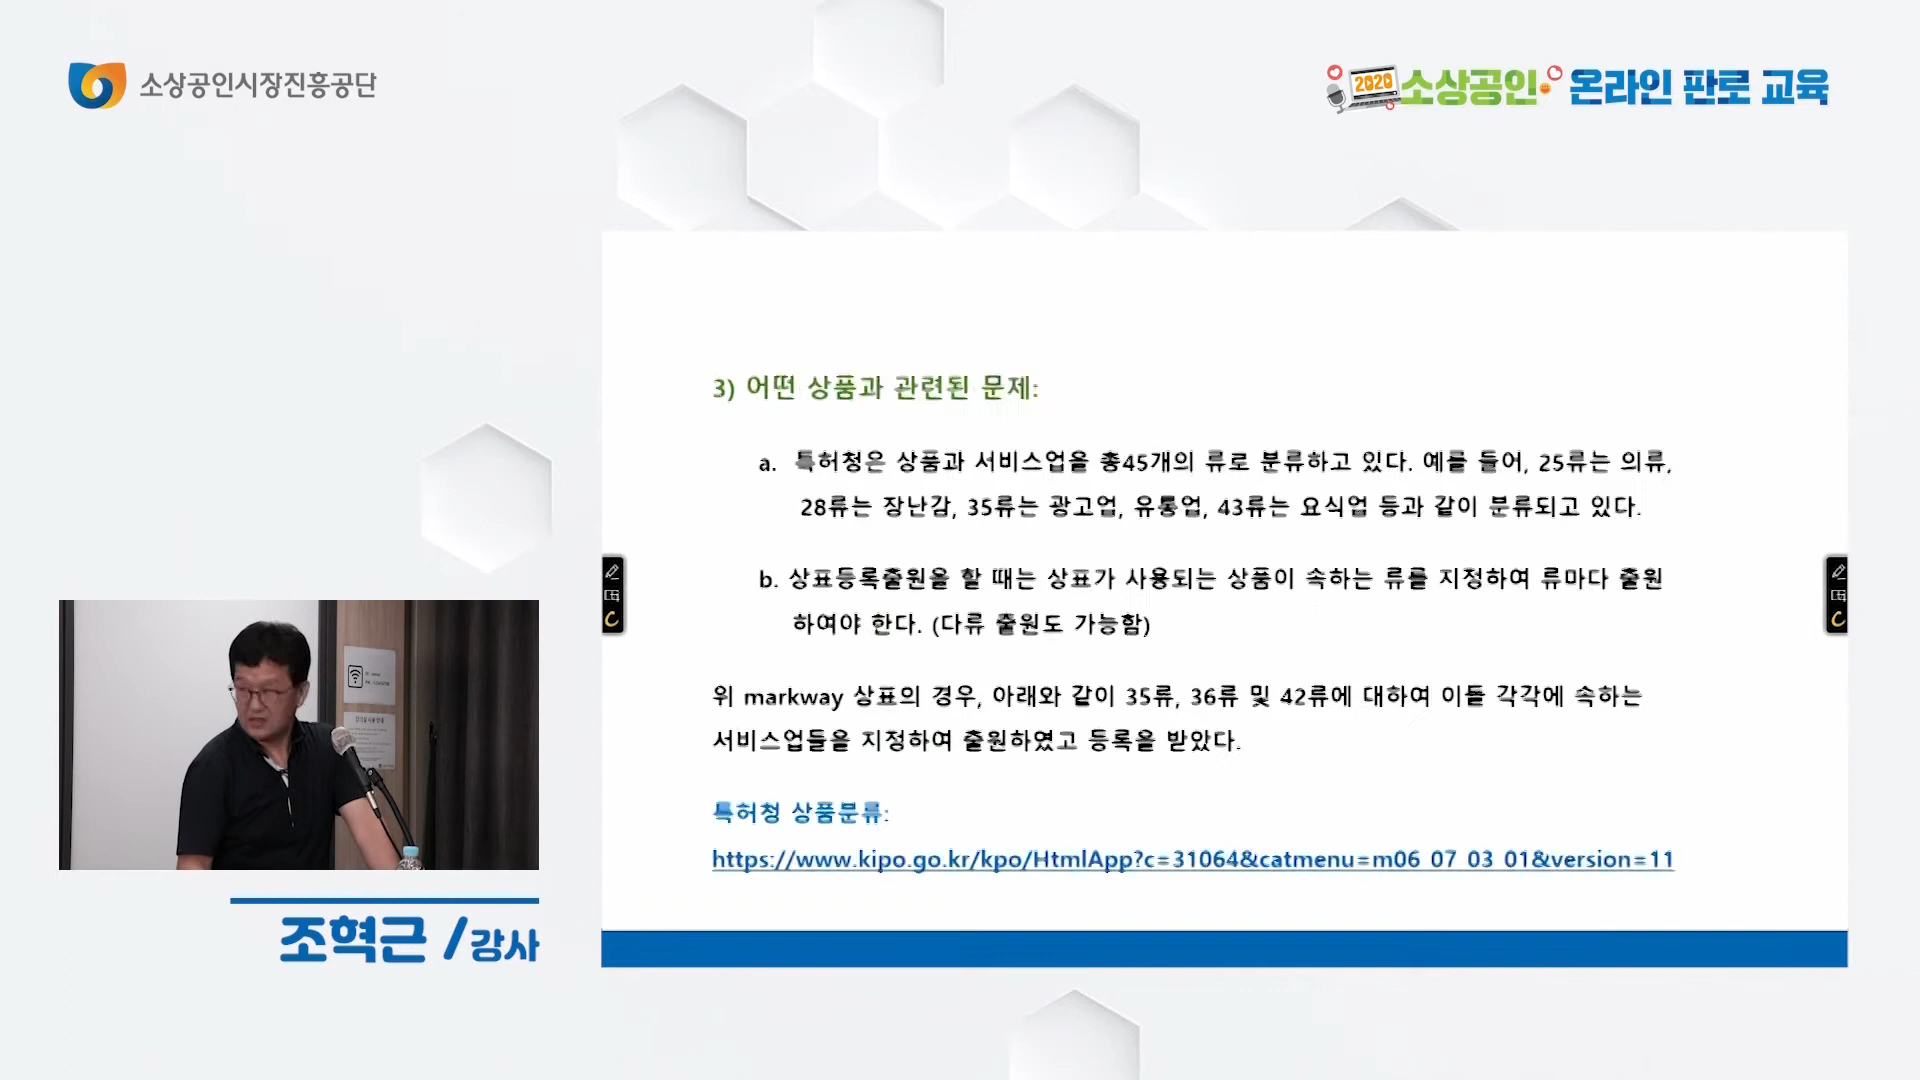 소상공인시장진흥공단
2020 소상공인 온라인 판로 교육
3) 어떤 상품과 관련된 문제:
a. 특허청은 상품과 서비스업을 총45개의 류로 분류하고 있다. 예를 들어, 25류는 의류,
28류는 장난감, 35류는 광고업, 유통업, 43류는 요식업 등과 같이 분류되고 있다.
b. 상표등록출원을 할 때는 상표가 사용되는 상품이 속하는 류를 지정하여 류마다 출원
하여야 한다. (다류 출원도 가능함)
위 markway 상표의 경우, 아래와 같이 35류, 36류 및 42류에 대하여 이들 각각에 속하는
서비스업들을 지정하여 출원하였고 등록을 받았다.
특허청 상품분류:
https://www.kipo.go.kr/kpo/HtmlApp?c=31064&catmenu=m06_07_03_01&version=11
조혁근 / 강사